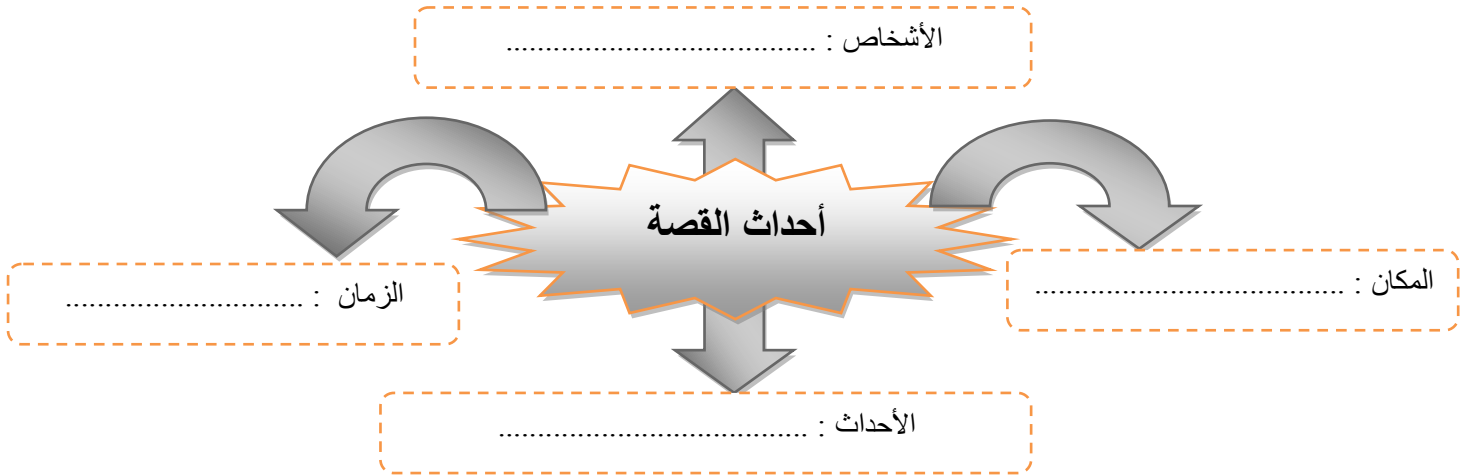 الأشخاص : .......................................
أحداث القصة
المكان : .......................................
الزمان : ..............................
الأحداث : .......................................